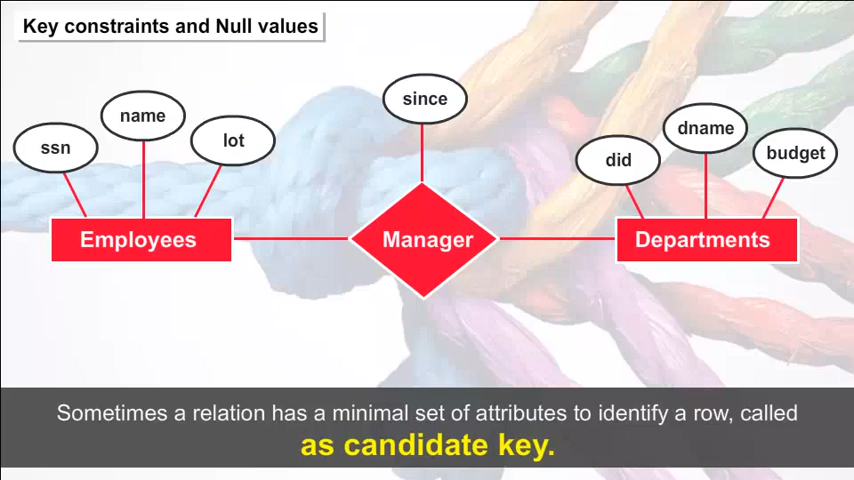 Key constraints and Null values
since
name
dname
lot
ssn
budget
did
Employees
Manager
Departments
Sometimes a relation has a minimal set of attributes to identify a row, called
as candidate key.